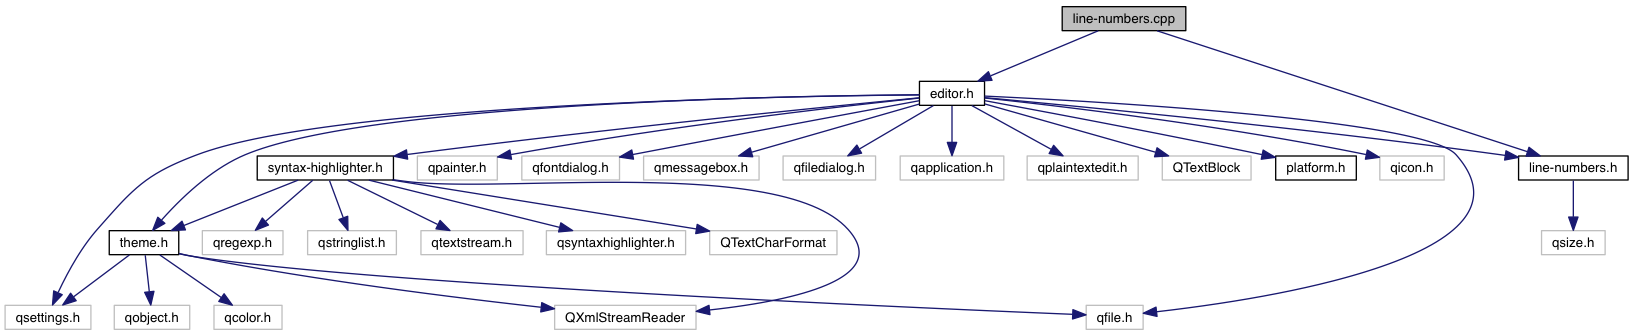 line-numbers.cpp
editor.h
syntax-highlighter.h
qpainter.h
qfontdialog.h
qmessagebox.h
qfiledialog.h
qapplication.h
qplaintextedit.h
QTextBlock
platform.h
qicon.h
line-numbers.h
theme.h
qregexp.h
qstringlist.h
qtextstream.h
qsyntaxhighlighter.h
QTextCharFormat
qsize.h
qsettings.h
qobject.h
qcolor.h
QXmlStreamReader
qfile.h